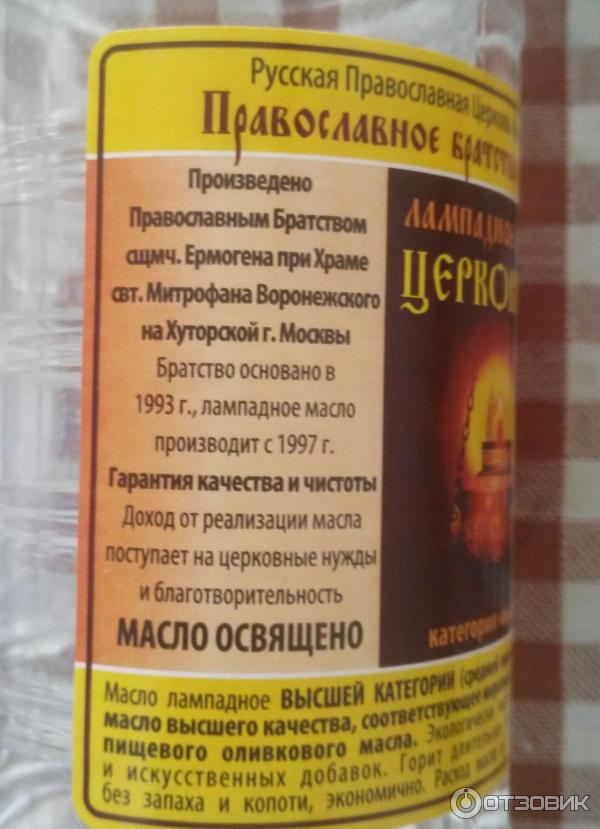 Русская Православная Церковь
Православное братство
Произведено
Православным Братством
сщмч. Ермогена при Храме
свт. Митрофана Воронежского
на Хуторской г. Москвы
Братство основано в
1993 г., лампадное масло
производит с 1997 г.
Гарантия качества и чистоты
Доход от реализации масла
поступает на церковные нужды
и благотворительность
МАСЛО ОСВЯЩЕНО
ЛАМПАДНОЕ
ЦЕРКОВ
категория
Масло лампадное ВЫСШЕЙ КАТЕГОРИИ (средней
масло высшего качества, соответствующее
пищевого оливкового масла. Экологически
и искусственных добавок. Горит длительно
без запаха и копоти, экономично. Расход масла
ОТЗОВИК